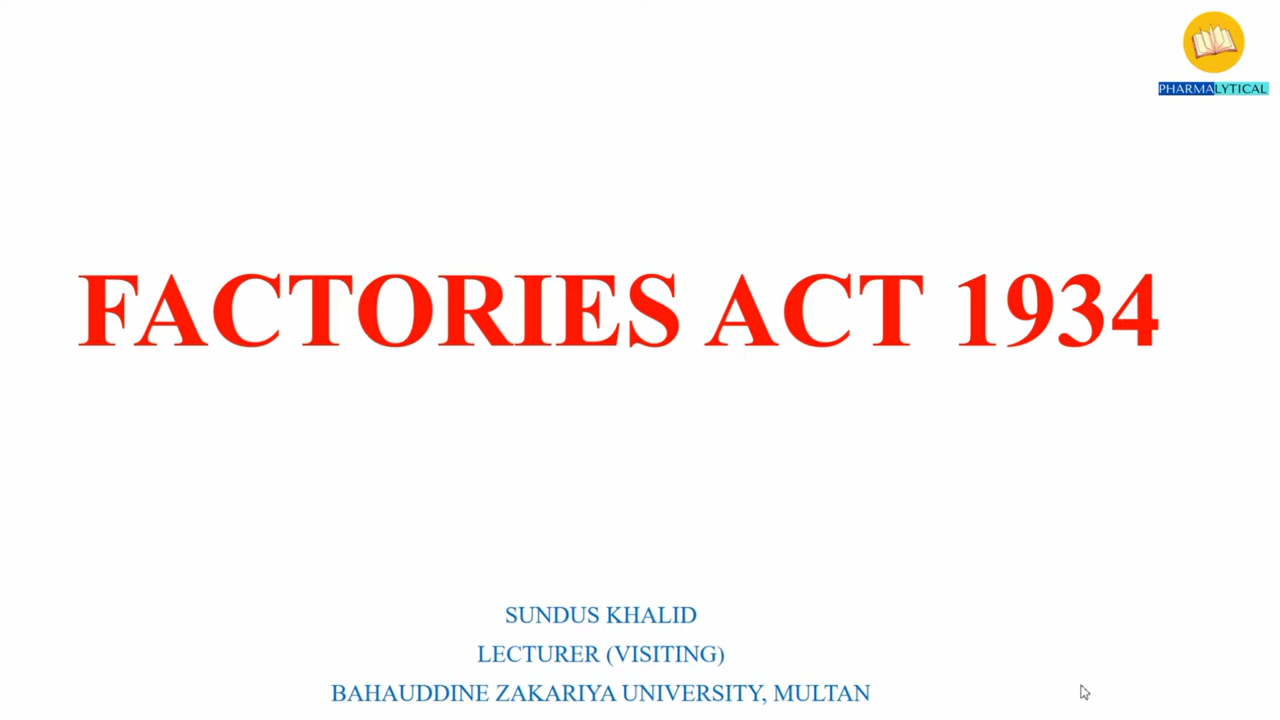 PHARMALYTICAL
FACTORIES ACT 1934
SUNDUS KHALID
LECTURER (VISITING)
BAHAUDDINE ZAKARIYA UNIVERSITY, MULTAN